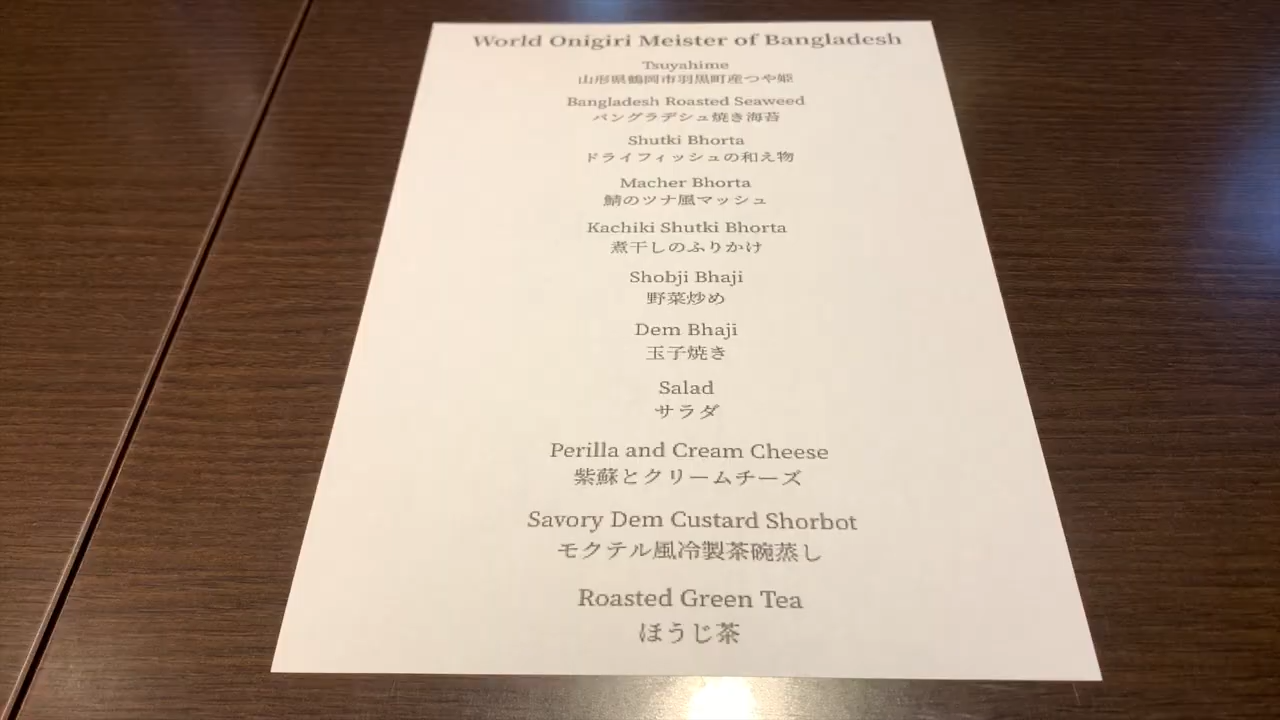 World Onigiri Meister of Bangladesh
Tsuyahime
山形県鶴岡市羽黒町産つや姫
Bangladesh Roasted Seaweed
バングラデシュ焼き海苔
Shutki Bhorta
ドライフィッシュの和え物
Macher Bhorta
鯖のツナ風マッシュ
Kachiki Shutki Bhorta
煮干しのふりかけ
Shobji Bhaji
野菜炒め
Dem Bhaji
玉子焼き
Salad
サラダ
Perilla and Cream Cheese
紫蘇とクリームチーズ
Savory Dem Custard Shorbot
モクテル風冷製茶碗蒸し
Roasted Green Tea
ほうじ茶